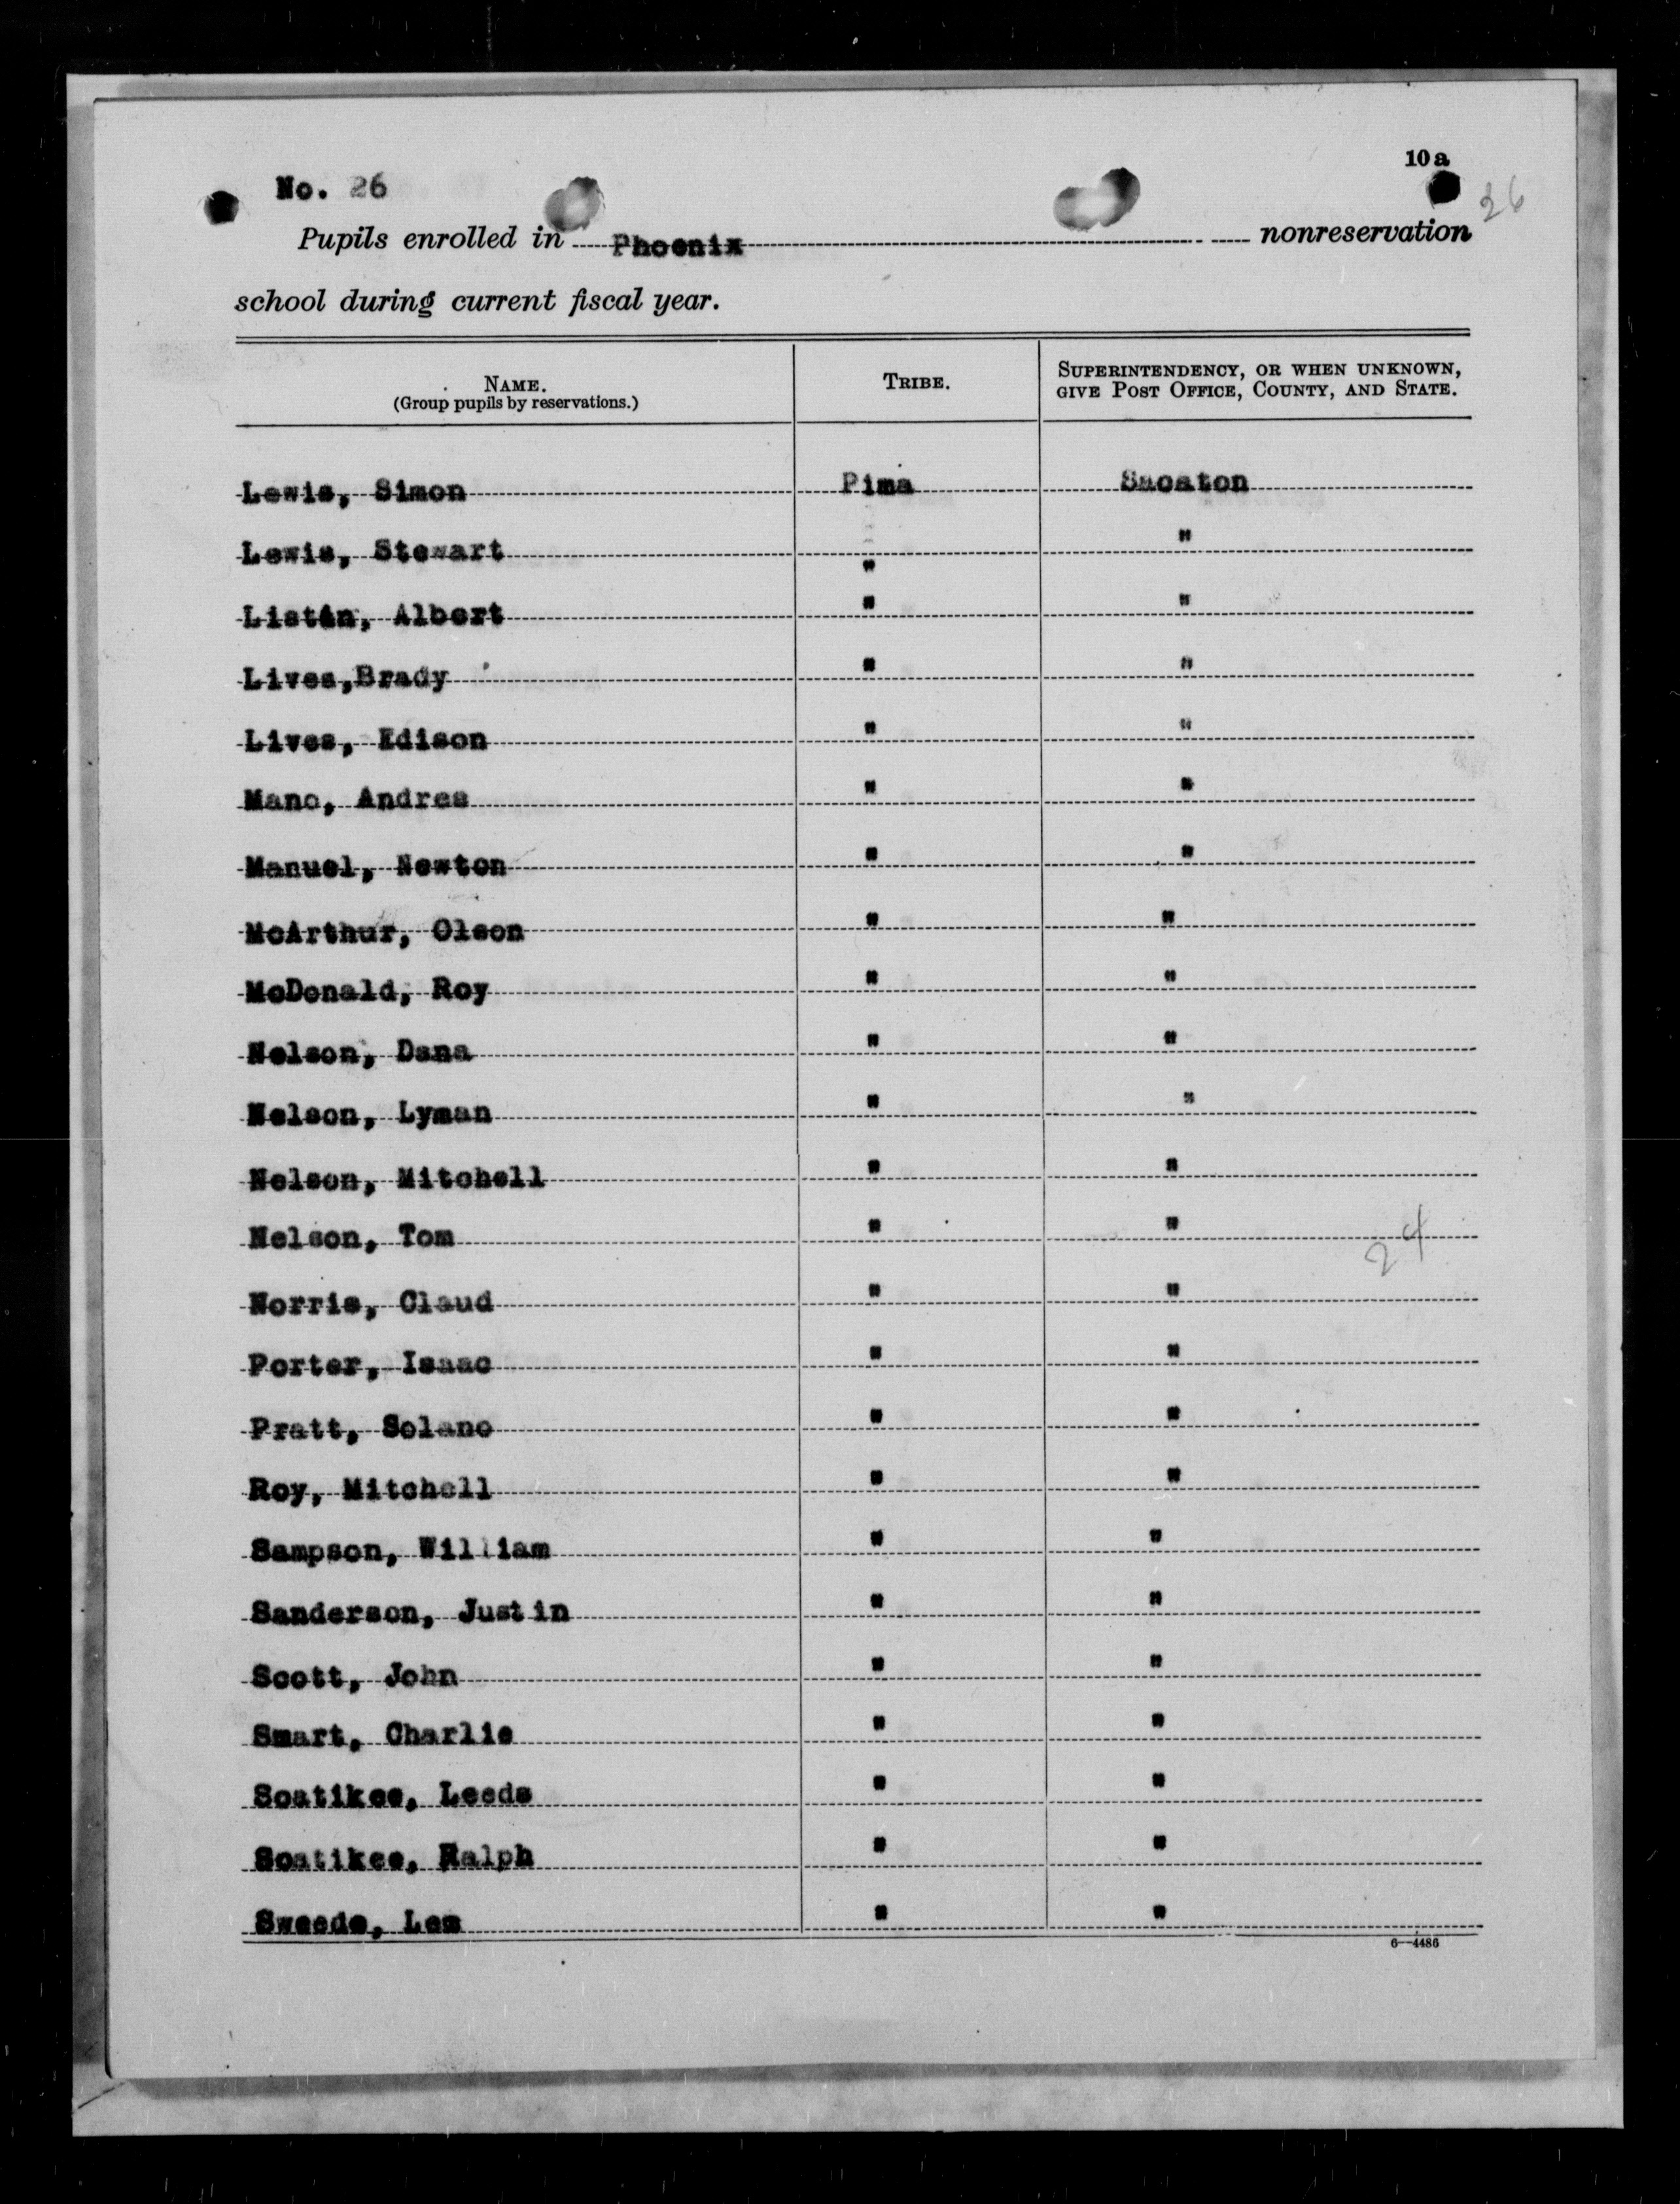 10 a
No. 26
26
Pupils enrolled in Phoenix nonreservation
school during current fiscal year.
NAME.
(Group pupils by reservations.)
TRIBE.
SUPERINTENDENCY, OR WHEN UNKNOWN,
GIVE POST OFFICE, COUNTY, AND STATE.
Lewis, Simon Pima Sacaton
Lewis, Stewart " "
Listan, Albert " "
Lives,Brady " "
Lives, Edison " "
Mano, Andres " "
Manuel, Newton " "
McArthur, Olson " "
McDonald, Roy " "
Nelson, Dana " "
Nelson, Lyman " "
Nelson, Mitchell " "
Nelson, Tom " "
24
Norris, Claud " "
Porter, Isaac " "
Pratt, Solano " "
Roy, Mitchell " "
Sampson, William " "
Sanderson, Justin " "
Scott, John " "
Smart, Charlie " "
Soatikee, Leeds " "
Soatikee, Ralph " "
Sweede, Lem " "
6—4486